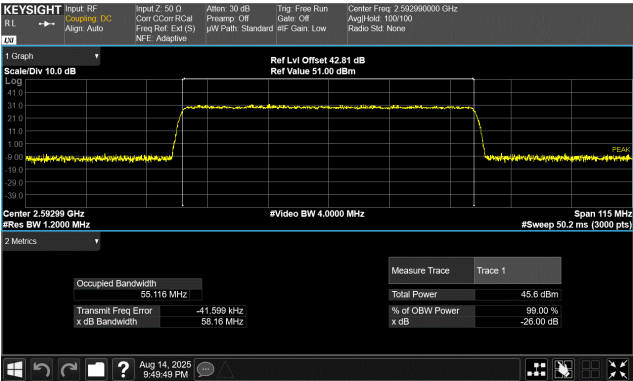 KEYSIGHT Input: RF Input Z: 50 Ω Atten: 30 dB Trig: Free Run Center Freq: 2.592990000 GHz
RL Coupling: DC Corr CCorr RCal Preamp: Off Gate: Off Avg|Hold: 100/100
Align: Auto Freq Ref: Ext (S) µW Path: Standard #IF Gain: Low Radio Std: None
LXI NFE: Adaptive
1 Graph
Ref Lvl Offset 42.81 dB
Scale/Div 10.0 dB Ref Value 51.00 dBm
Log
41.0
31.0
21.0
11.0
1.00
-9.00 PEAK
-19.0
-29.0
-39.0
Center 2.59299 GHz #Video BW 4.0000 MHz Span 115 MHz
#Res BW 1.2000 MHz #Sweep 50.2 ms (3000 pts)
2 Metrics
Measure Trace Trace 1
Occupied Bandwidth
55.116 MHz Total Power 45.6 dBm
Transmit Freq Error -41.599 kHz % of OBW Power 99.00 %
x dB Bandwidth 58.16 MHz x dB -26.00 dB
?
Aug 14, 2025
9:49:49 PM